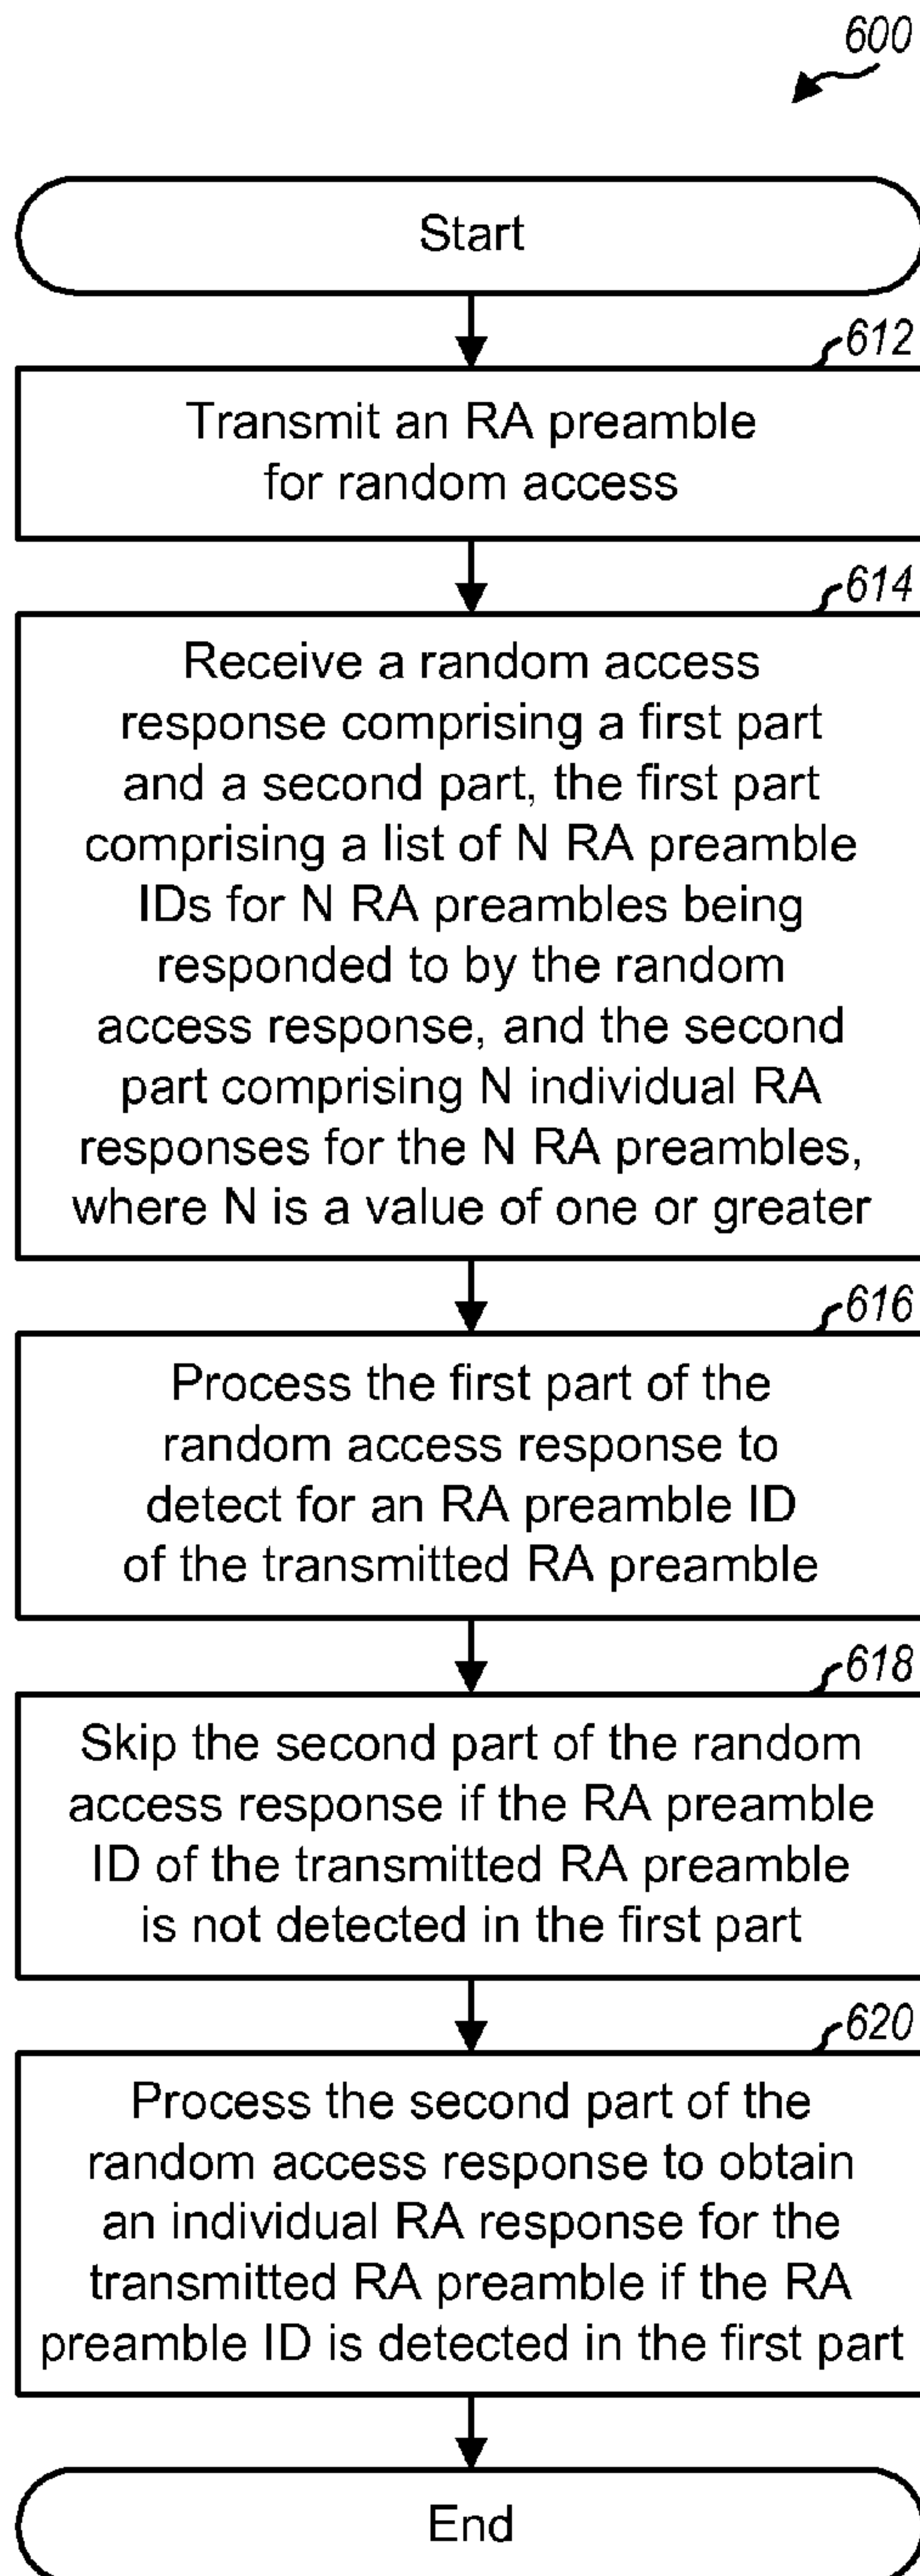 600
Start
612
Transmit an RA preamble
for random access
614
Receive a random access
response comprising a first part
and a second part, the first part
comprising a list of N RA preamble
IDs for N RA preambles being
responded to by the random
access response, and the second
part comprising N individual RA
responses for the N RA preambles,
where N is a value of one or greater
616
Process the first part of the
random access response to
detect for an RA preamble ID
of the transmitted RA preamble
618
Skip the second part of the random
access response if the RA preamble
ID of the transmitted RA preamble
is not detected in the first part
620
Process the second part of the
random access response to obtain
an individual RA response for the
transmitted RA preamble if the RA
preamble ID is detected in the first part
End